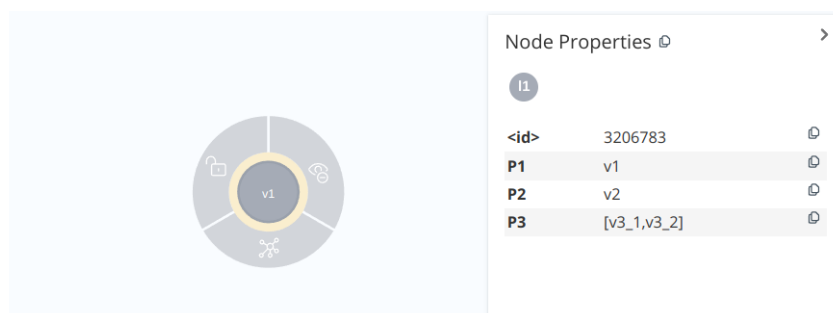 v1
Node Properties
l1
<id> 3206783
P1 v1
P2 v2
P3 [v3_1,v3_2]